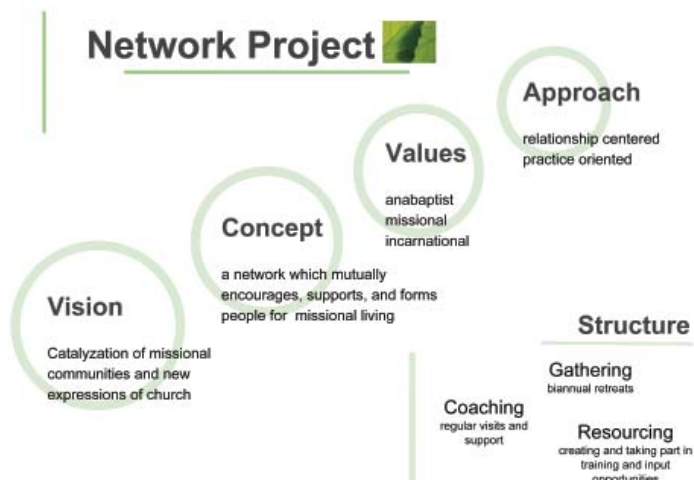 Network Project
Approach
relationship centered
practice oriented
Values
anabaptist
missional
incarnational
Concept
a network which mutually
encourages, supports, and forms
people for missional living
Vision
Catalyzation of missional
communities and new
expressions of church
Structure
Gathering
biannual retreats
Coaching
regular visits and
support
Resourcing
creating and taking part in
training and input
opportunities